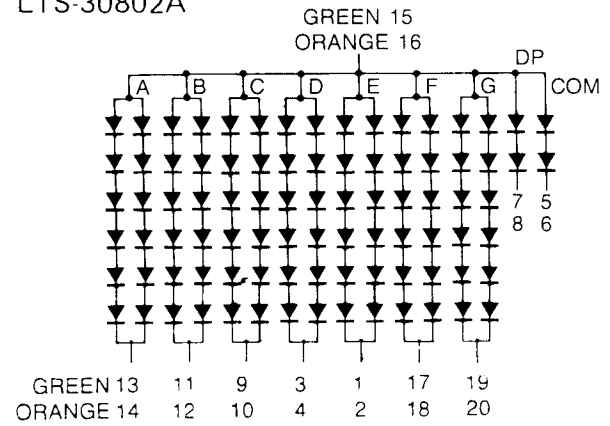 LTS-30802A
GREEN 15
ORANGE 16
DP
A B C D E F G COM
7 5
8 6
GREEN 13 11 9 3 1 17 19
ORANGE 14 12 10 4 2 18 20